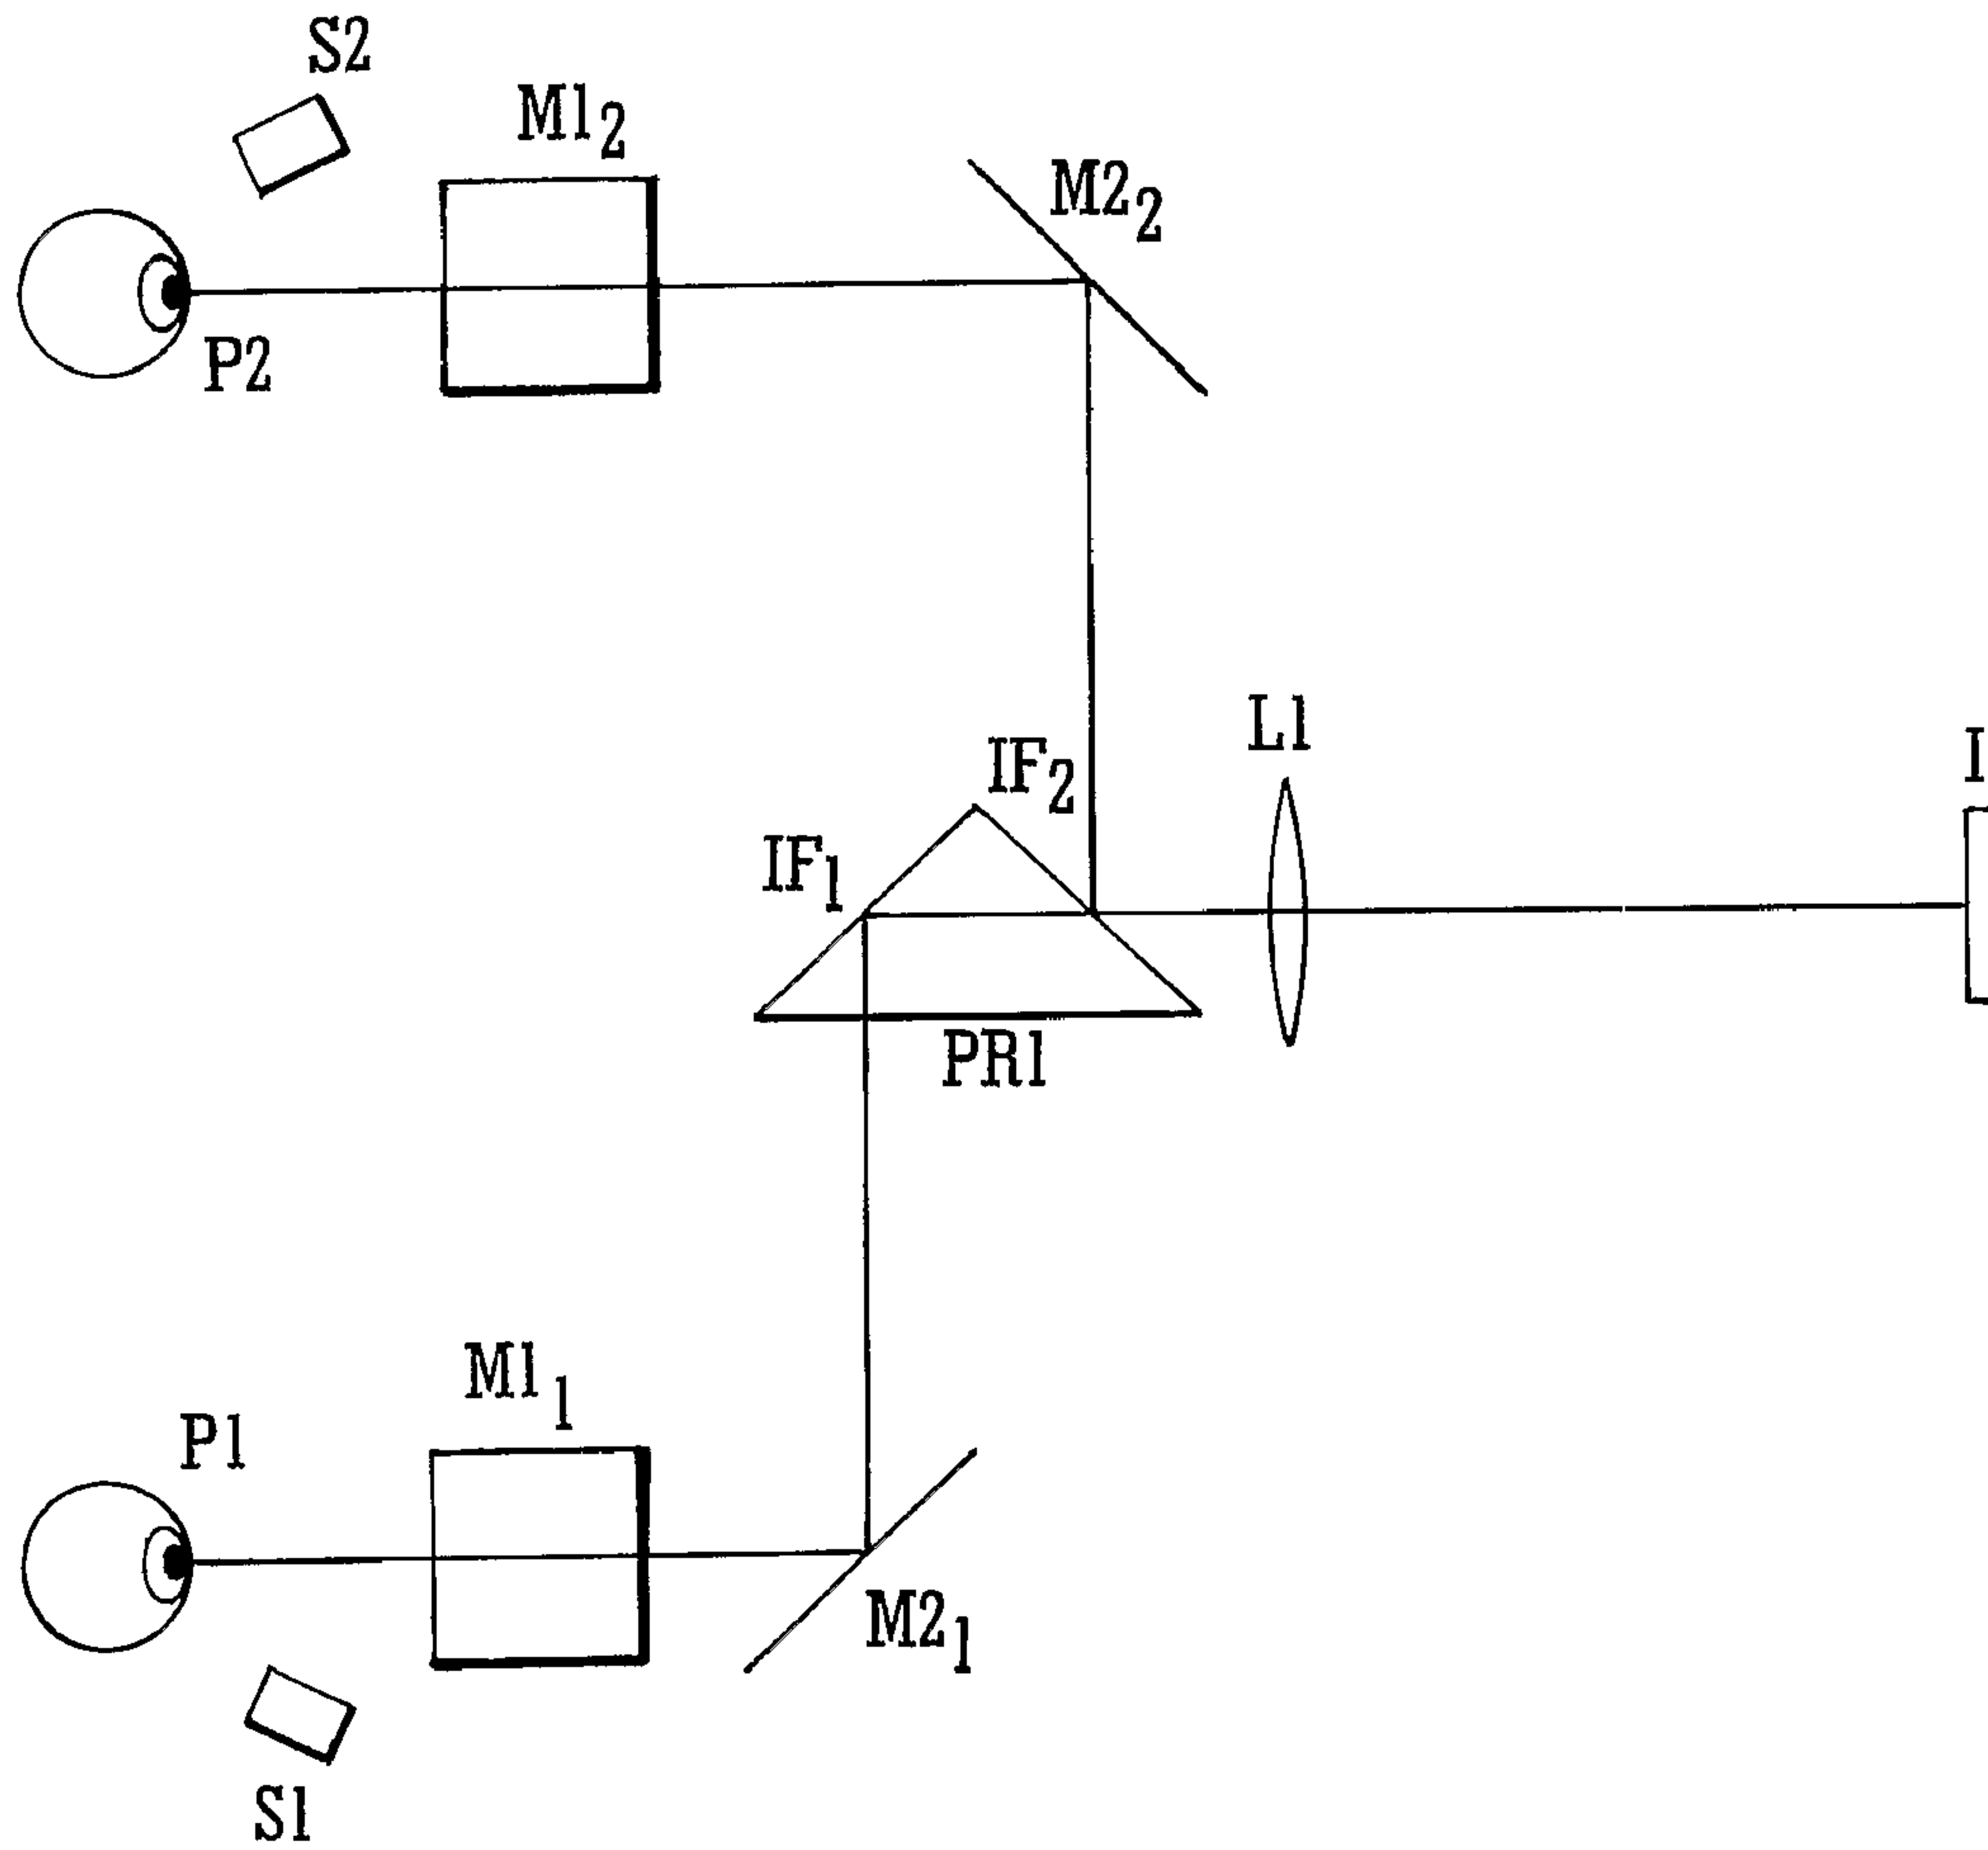 S2
M1₂
M2₂
P2
L1
I
IF₂
IF₁
PR1
M1₁
P1
M2₁
S1